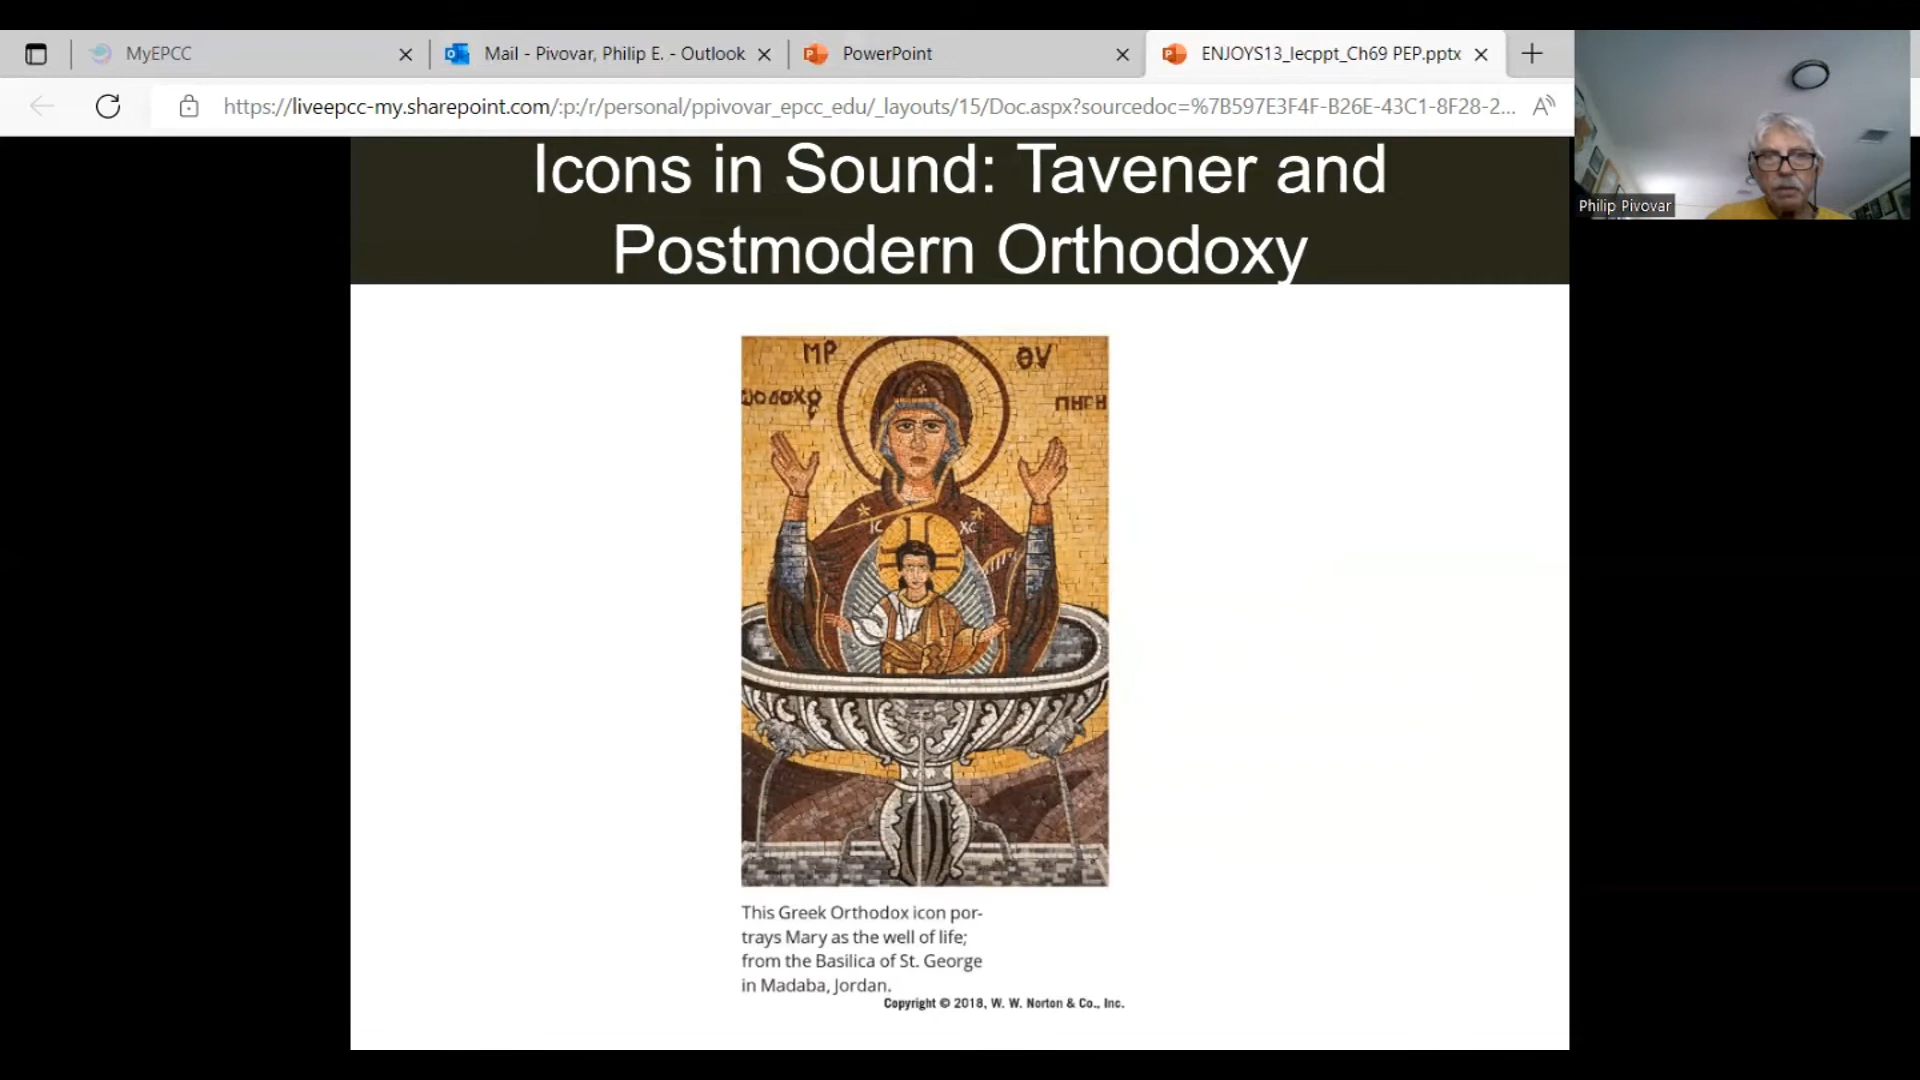 MyEPCC
Mail - Pivovar, Philip E. - Outlook
PowerPoint
ENJOYS13_lecppt_Ch69 PEP.pptx
https://liveepcc-my.sharepoint.com/:p:/r/personal/ppivovar_epcc_edu/_layouts/15/Doc.aspx?sourcedoc=%7B597E3F4F-B26E-43C1-8F28-2...
Philip Pivovar
Icons in Sound: Tavener and
Postmodern Orthodoxy
ΜΡ ΘV
ΠΗΓΗ
IC XC
This Greek Orthodox icon por-
trays Mary as the well of life;
from the Basilica of St. George
in Madaba, Jordan.
Copyright © 2018, W. W. Norton & Co., Inc.